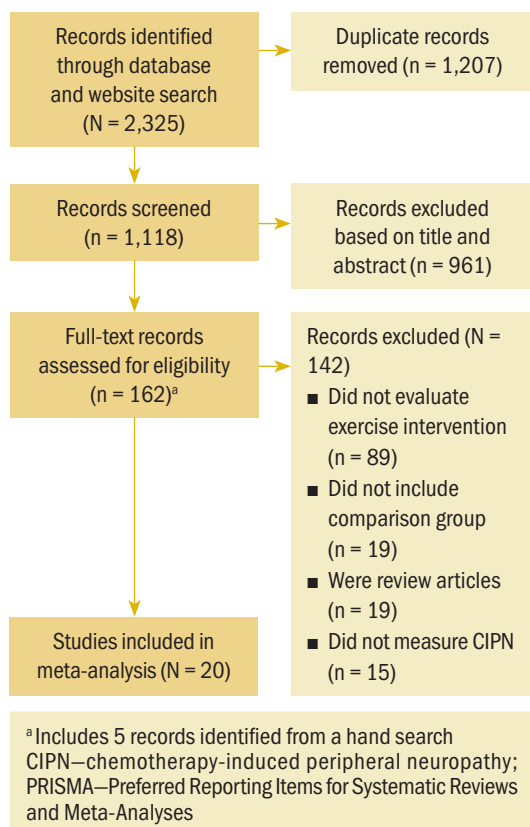 Records identified
through database
and website search
(N = 2,325)
Duplicate records
removed (n = 1,207)
Records screened
(n = 1,118)
Records excluded
based on title and
abstract (n = 961)
Full-text records
assessed for eligibility
(n = 162)ᵃ
Records excluded (N =
142)
■ Did not evaluate
exercise intervention
(n = 89)
■ Did not include
comparison group
(n = 19)
■ Were review articles
(n = 19)
■ Did not measure CIPN
(n = 15)
Studies included in
meta-analysis (N = 20)
ᵃ Includes 5 records identified from a hand search
CIPN—chemotherapy-induced peripheral neuropathy;
PRISMA—Preferred Reporting Items for Systematic Reviews
and Meta-Analyses